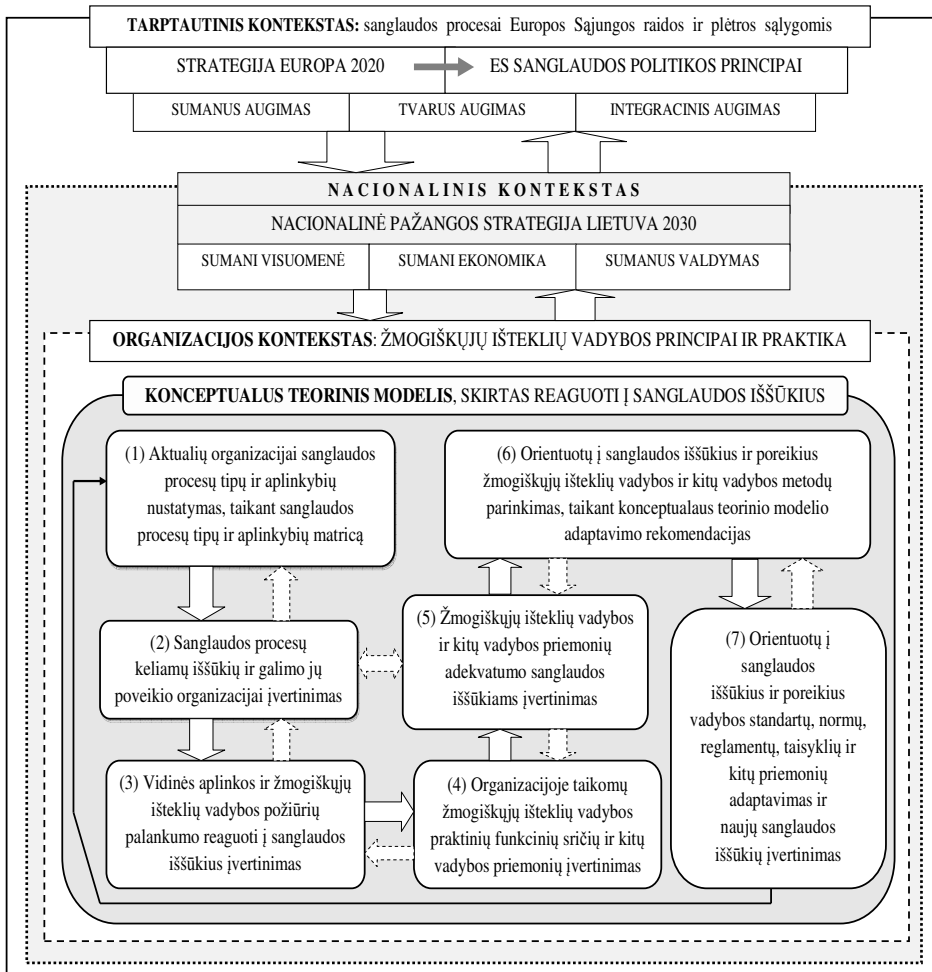 TARPTAUTINIS KONTEKSTAS: sanglaudos procesai Europos Sąjungos raidos ir plėtros sąlygomis
STRATEGIJA EUROPA 2020
ES SANGLAUDOS POLITIKOS PRINCIPAI
SUMANUS AUGIMAS
TVARUS AUGIMAS
INTEGRACINIS AUGIMAS
NACIONALINIS KONTEKSTAS
NACIONALINĖ PAŽANGOS STRATEGIJA LIETUVA 2030
SUMANI VISUOMENĖ
SUMANI EKONOMIKA
SUMANUS VALDYMAS
ORGANIZACIJOS KONTEKSTAS: ŽMOGIŠKŲJŲ IŠTEKLIŲ VADYBOS PRINCIPAI IR PRAKTIKA
KONCEPTUALUS TEORINIS MODELIS, SKIRTAS REAGUOTI Į SANGLAUDOS IŠŠŪKIUS
(1) Aktualių organizacijai sanglaudos
procesų tipų ir aplinkybių
nustatymas, taikant sanglaudos
procesų tipų ir aplinkybių matricą
(2) Sanglaudos procesų
keliamų iššūkių ir galimo jų
poveikio organizacijai įvertinimas
(3) Vidinės aplinkos ir žmogiškųjų
išteklių vadybos požiūrių
palankumo reaguoti į sanglaudos
iššūkius įvertinimas
(4) Organizacijoje taikomų
žmogiškųjų išteklių vadybos
praktinių funkcinių sričių ir kitų
vadybos priemonių įvertinimas
(5) Žmogiškųjų išteklių vadybos
ir kitų vadybos priemonių
adekvatumo sanglaudos
iššūkiams įvertinimas
(6) Orientuotų į sanglaudos iššūkius ir poreikius
žmogiškųjų išteklių vadybos ir kitų vadybos metodų
parinkimas, taikant konceptualaus teorinio modelio
adaptavimo rekomendacijas
(7) Orientuotų į
sanglaudos
iššūkius ir poreikius
vadybos standartų, normų,
reglamentų, taisyklių ir
kitų priemonių
adaptavimas ir
naujų sanglaudos
iššūkių įvertinimas